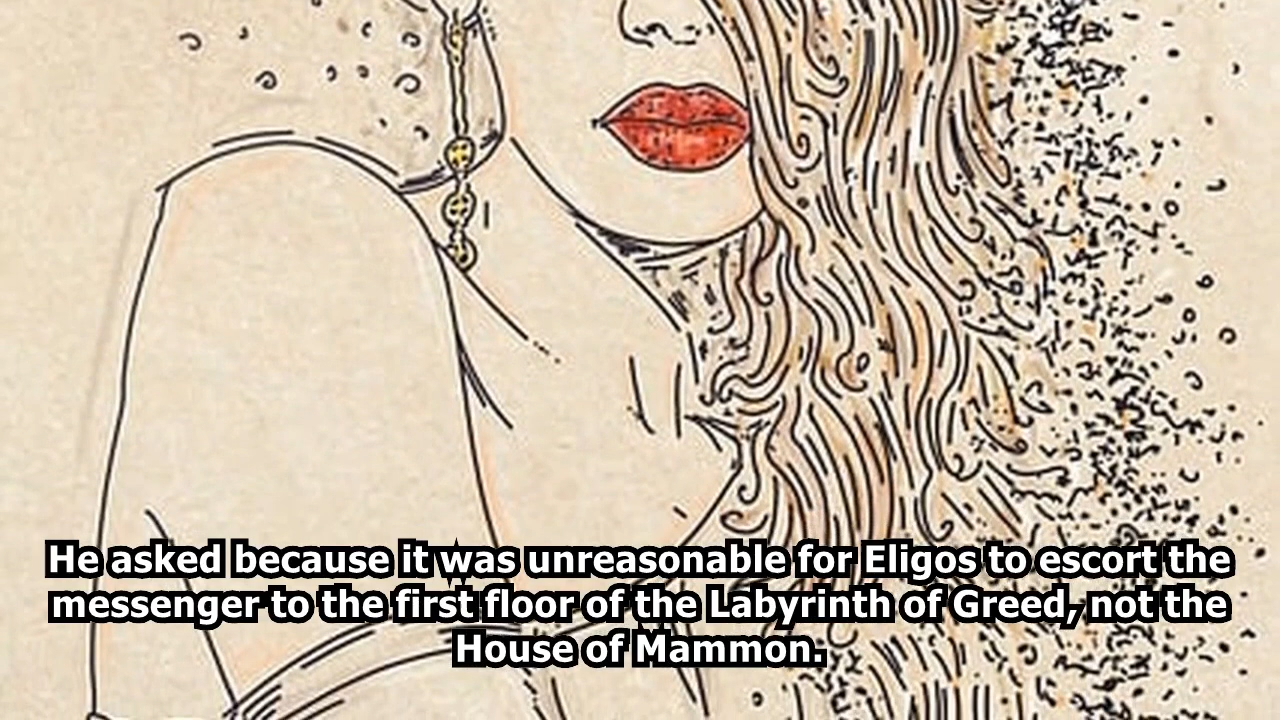 He asked because it was unreasonable for Eligos to escort the
messenger to the first floor of the Labyrinth of Greed, not the
House of Mammon.